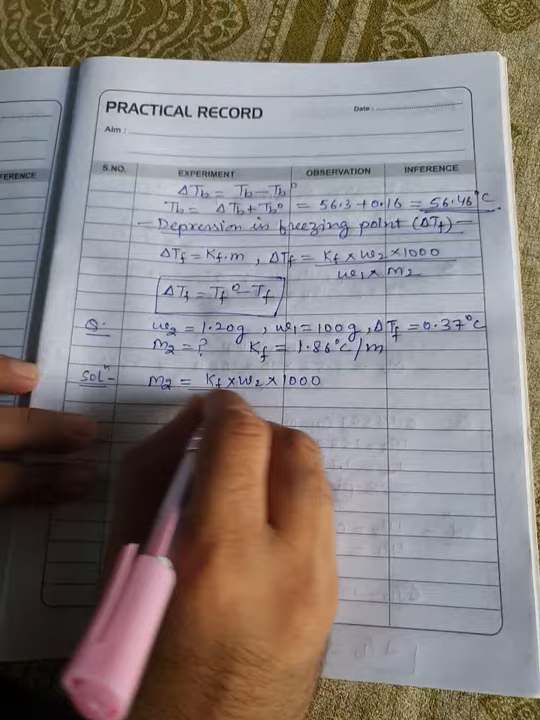 FERENCE
PRACTICAL RECORD
Date :
Aim :
S.NO. EXPERIMENT OBSERVATION INFERENCE
ΔTb = Tb - Tb°
Tb = ΔTb + Tb° = 56.3 + 0.16 = 56.46°C
- Depression in freezing point (ΔTf) -
ΔTf = Kf . m , ΔTf = Kf × w2 × 1000
w1 × M2
ΔTf = Tf° - Tf
Q. w2 = 1.20g , w1 = 100g , ΔTf = 0.37°C
M2 = ? Kf = 1.86°C/m
Solⁿ - M2 = Kf × w2 × 1000